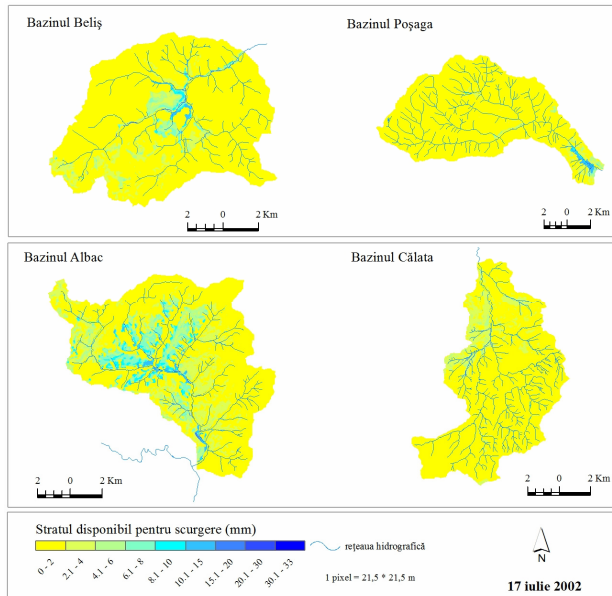 Bazinul Beliş
Bazinul Poşaga
2 0 2 Km
2 0 2 Km
Bazinul Albac
Bazinul Călata
2 0 2 Km
2 0 2 Km
Stratul disponibil pentru scurgere (mm)
0 - 2
2.1 - 4
4.1 - 6
6.1 - 8
8.1 - 10
10.1 - 15
15.1 - 20
20.1 - 30
30.1 - 33
reţeaua hidrografică
1 pixel = 21,5 * 21,5 m
N
17 iulie 2002